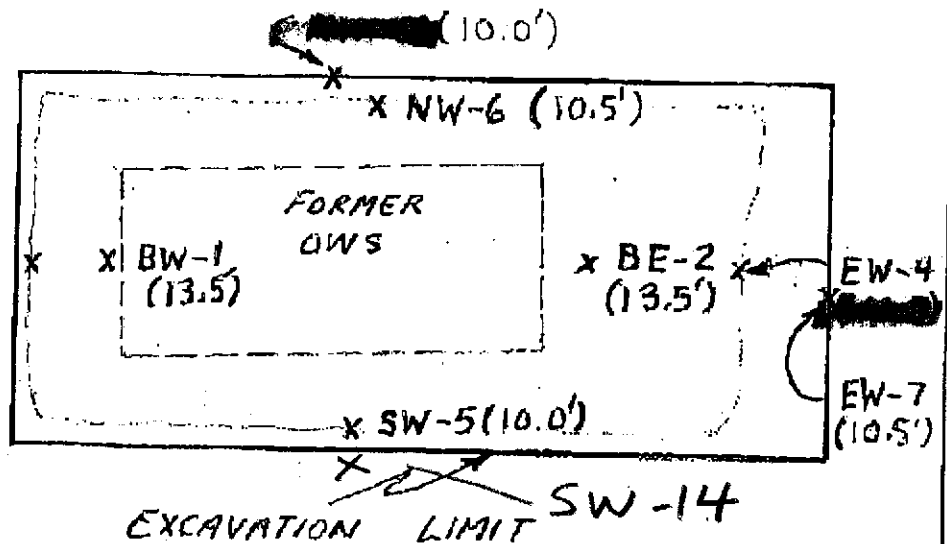 (10.0')
NW-6 (10.5')
FORMER
OWS
BW-1
(13.5)
BE-2
(13.5')
EW-4
EW-7
(10.5')
SW-5(10.0')
SW-14
EXCAVATION LIMIT